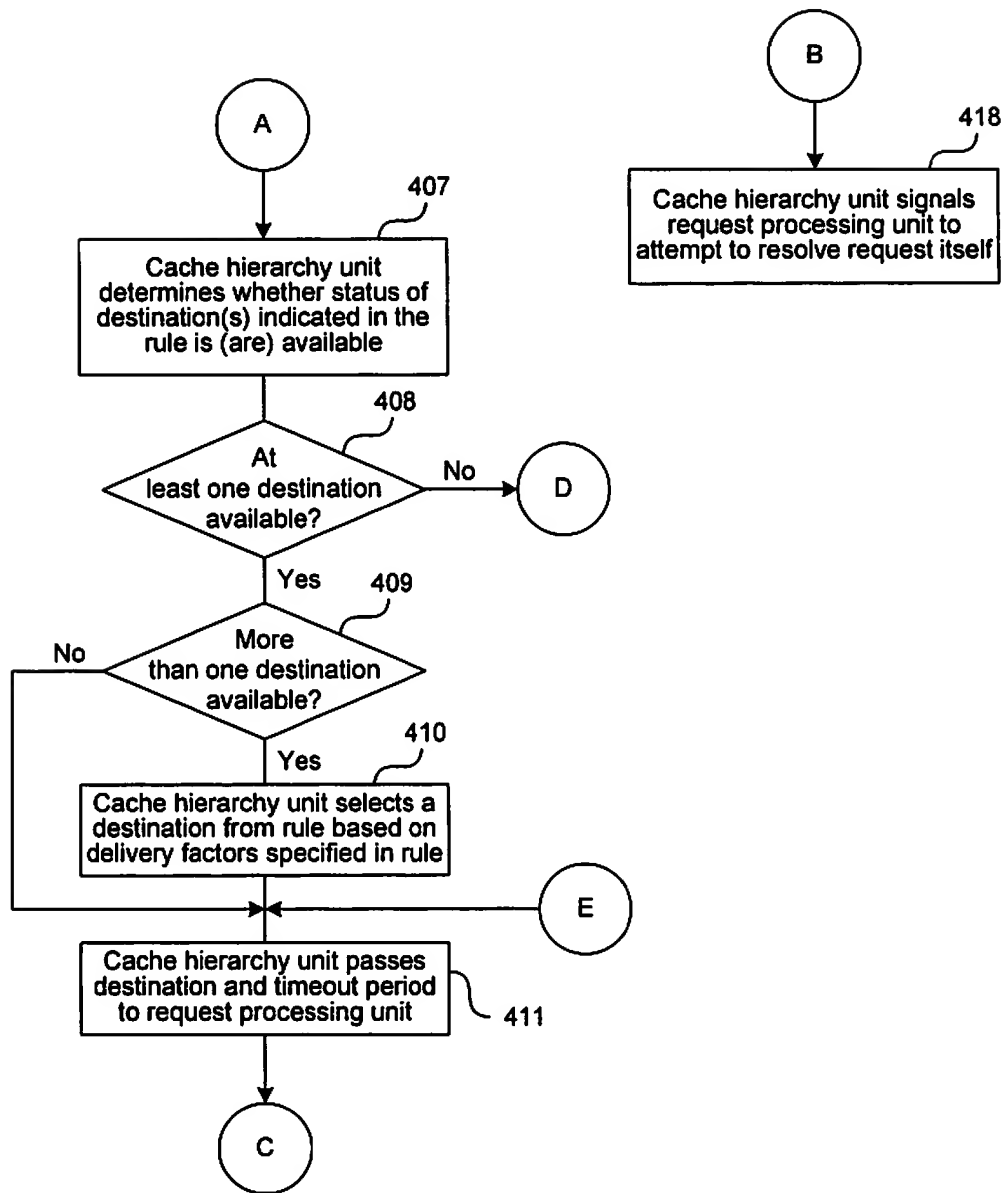 A
407
Cache hierarchy unit
determines whether status of
destination(s) indicated in the
rule is (are) available
408
At
least one destination
available?
No
D
Yes
409
More
than one destination
available?
No
Yes
410
Cache hierarchy unit selects a
destination from rule based on
delivery factors specified in rule
E
Cache hierarchy unit passes
destination and timeout period
to request processing unit
411
C
B
418
Cache hierarchy unit signals
request processing unit to
attempt to resolve request itself